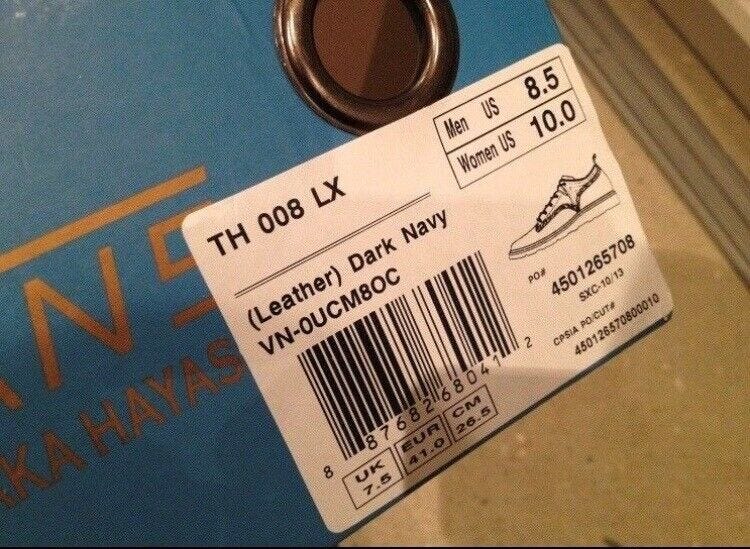 ANS
KA HAYAS
TH 008 LX
Men US 8.5
Women US 10.0
(Leather) Dark Navy
VN-0UCM8OC
8 87682 68041 2
UK EUR CM
7.5 41.0 26.5
PO# 4501265708
SXC-10/13
CPSIA PO/CUT#
450126570800010